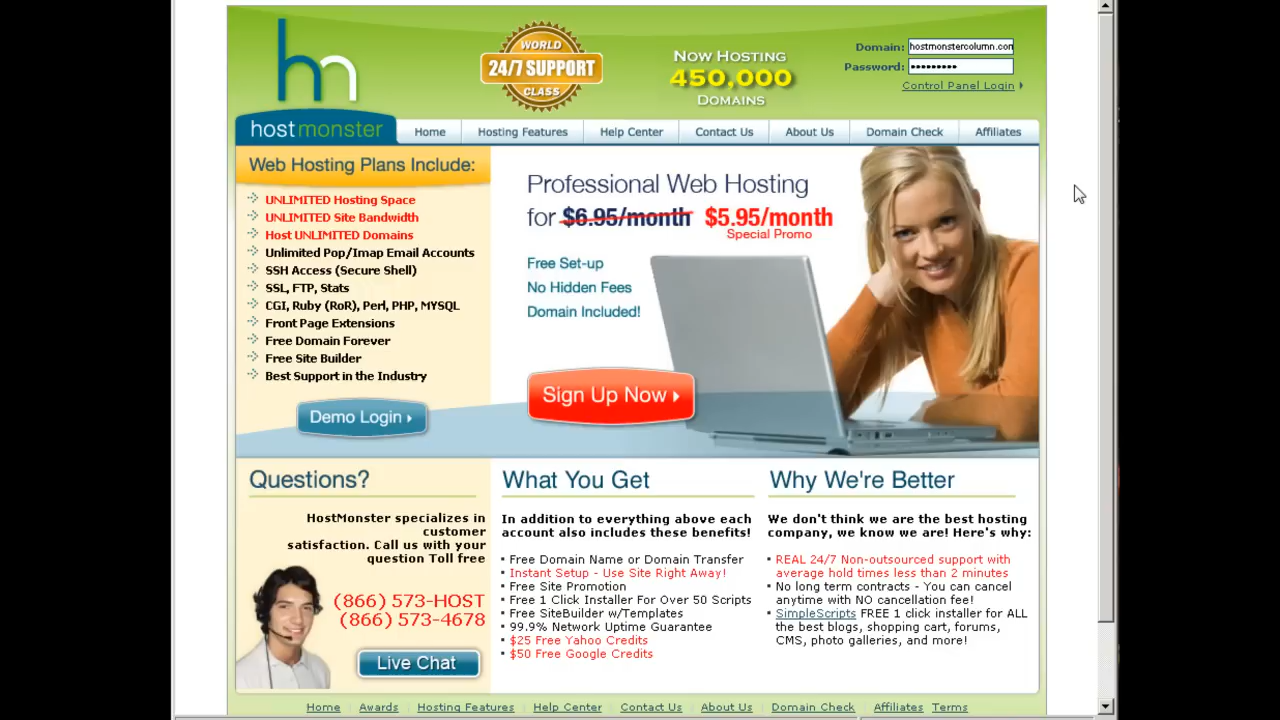 WORLD
24/7 SUPPORT
CLASS
NOW HOSTING
450,000
DOMAINS
Domain: hostmonstercolumn.com
Password: •••••••••
Control Panel Login
hm
hostmonster
Home
Hosting Features
Help Center
Contact Us
About Us
Domain Check
Affiliates
Web Hosting Plans Include:
UNLIMITED Hosting Space
UNLIMITED Site Bandwidth
Host UNLIMITED Domains
Unlimited Pop/Imap Email Accounts
SSH Access (Secure Shell)
SSL, FTP, Stats
CGI, Ruby (RoR), Perl, PHP, MYSQL
Front Page Extensions
Free Domain Forever
Free Site Builder
Best Support in the Industry
Demo Login
Professional Web Hosting
for $6.95/month $5.95/month
Special Promo
Free Set-up
No Hidden Fees
Domain Included!
Sign Up Now
Questions?
HostMonster specializes in
customer
satisfaction. Call us with your
question Toll free
(866) 573-HOST
(866) 573-4678
Live Chat
What You Get
In addition to everything above each
account also includes these benefits!
Free Domain Name or Domain Transfer
Instant Setup - Use Site Right Away!
Free Site Promotion
Free 1 Click Installer For Over 50 Scripts
Free SiteBuilder w/Templates
99.9% Network Uptime Guarantee
$25 Free Yahoo Credits
$50 Free Google Credits
Why We're Better
We don't think we are the best hosting
company, we know we are! Here's why:
REAL 24/7 Non-outsourced support with
average hold times less than 2 minutes
No long term contracts - You can cancel
anytime with NO cancellation fee!
SimpleScripts FREE 1 click installer for ALL
the best blogs, shopping cart, forums,
CMS, photo galleries, and more!
Home | Awards | Hosting Features | Help Center | Contact Us | About Us | Domain Check | Affiliates | Terms